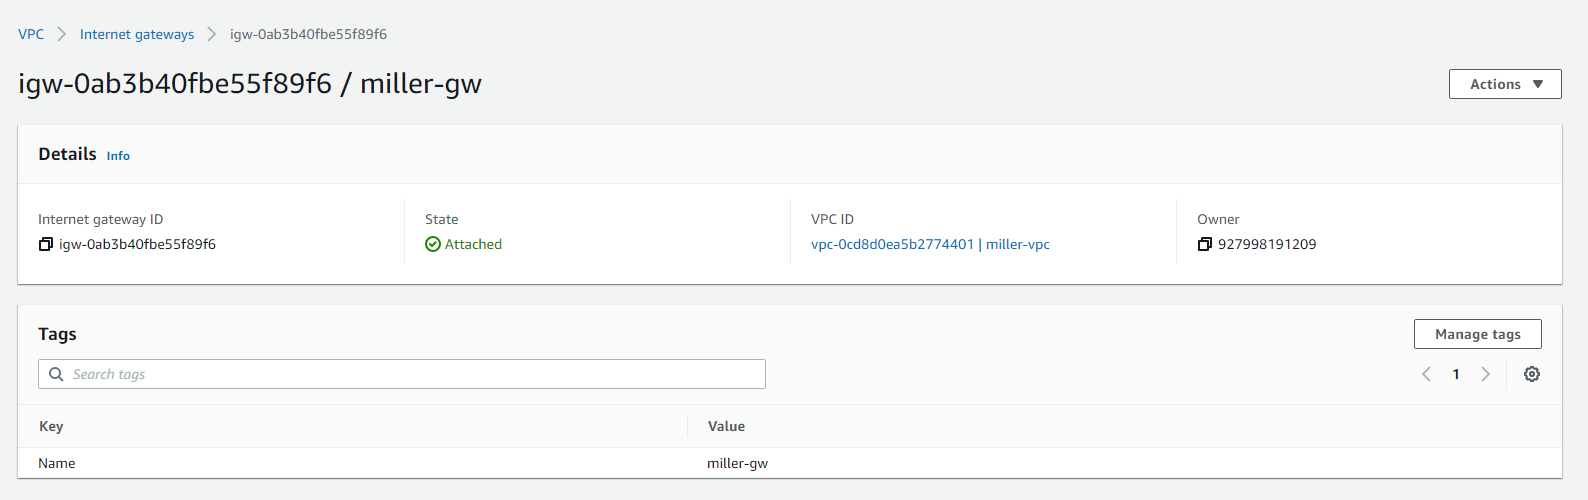 VPC > Internet gateways > igw-0ab3b40fbe55f89f6
igw-0ab3b40fbe55f89f6 / miller-gw
Actions
Details Info
Internet gateway ID State VPC ID Owner
igw-0ab3b40fbe55f89f6 Attached vpc-0cd8d0ea5b2774401 | miller-vpc 927998191209
Tags
Manage tags
Search tags
1
Key Value
Name miller-gw